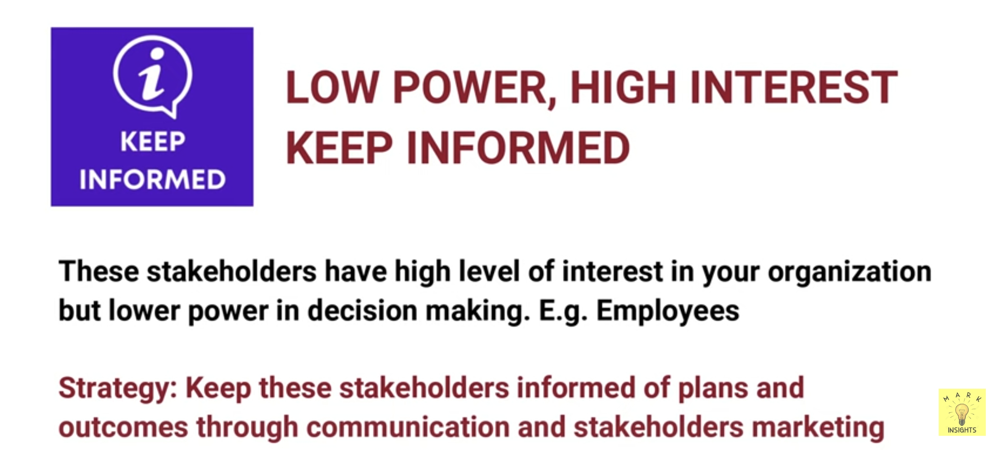 KEEP
INFORMED
LOW POWER, HIGH INTEREST
KEEP INFORMED
These stakeholders have high level of interest in your organization
but lower power in decision making. E.g. Employees
Strategy: Keep these stakeholders informed of plans and
outcomes through communication and stakeholders marketing
MARK
INSIGHTS